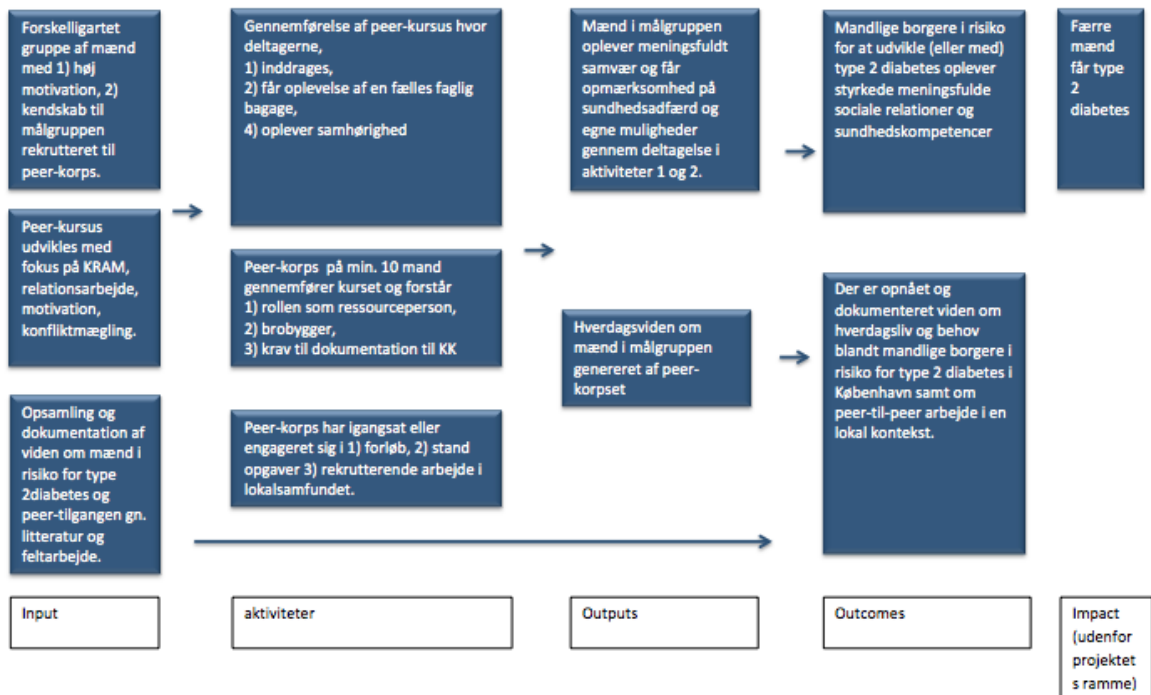 Forskelligartet
gruppe af mænd
med 1) høj
motivation, 2)
kendskab til
målgruppen
rekrutteret til
peer-korps.
Peer-kursus
udvikles med
fokus på KRAM,
relationsarbejde,
motivation,
konfliktmægling.
Opsamling og
dokumentation af
viden om mænd i
risiko for type
2diabetes og
peer-tilgangen gn.
litteratur og
feltarbejde.
Gennemførelse af peer-kursus hvor
deltagerne,
1) inddrages,
2) får oplevelse af en fælles faglig
bagage,
4) oplever samhørighed
Peer-korps på min. 10 mand
gennemfører kurset og forstår
1) rollen som ressourceperson,
2) brobygger,
3) krav til dokumentation til KK
Peer-korps har igangsat eller
engageret sig i 1) forløb, 2) stand
opgaver 3) rekrutterende arbejde i
lokalsamfundet.
Mænd i målgruppen
oplever meningsfuldt
samvær og får
opmærksomhed på
sundhedsadfærd og
egne muligheder
gennem deltagelse i
aktiviteter 1 og 2.
Hverdagsviden om
mænd i målgruppen
genereret af peer-
korpset
Mandlige borgere i risiko
for at udvikle (eller med)
type 2 diabetes oplever
styrkede meningsfulde
sociale relationer og
sundhedskompetencer
Der er opnået og
dokumenteret viden om
hverdagsliv og behov
blandt mandlige borgere i
risiko for type 2 diabetes i
København samt om
peer-til-peer arbejde i en
lokal kontekst.
Færre
mænd
får type
2
diabetes
Input
aktiviteter
Outputs
Outcomes
Impact
(udenfor
projektet
s ramme)